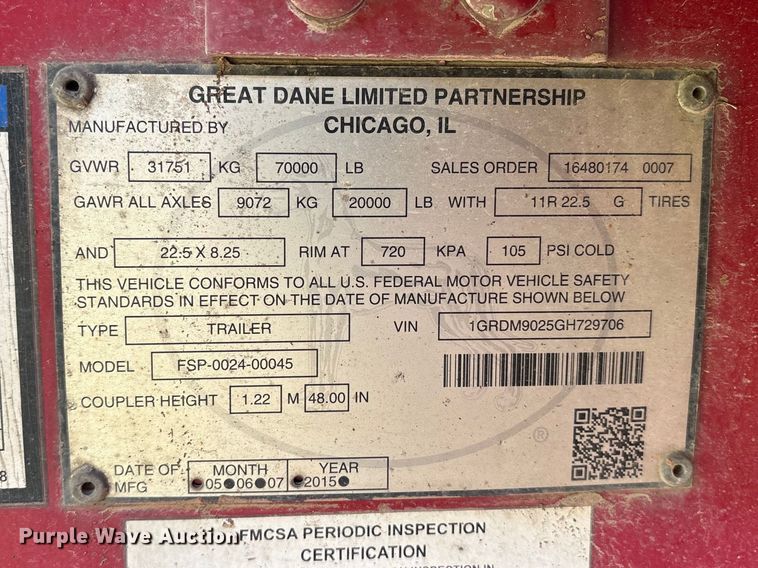 GREAT DANE LIMITED PARTNERSHIP
MANUFACTURED BY CHICAGO, IL
GVWR 31751 KG 70000 LB SALES ORDER 16480174 0007
GAWR ALL AXLES 9072 KG 20000 LB WITH 11R 22.5 G TIRES
AND 22.5 X 8.25 RIM AT 720 KPA 105 PSI COLD
THIS VEHICLE CONFORMS TO ALL U.S. FEDERAL MOTOR VEHICLE SAFETY
STANDARDS IN EFFECT ON THE DATE OF MANUFACTURE SHOWN BELOW
TYPE TRAILER VIN 1GRDM9025GH729706
MODEL FSP-0024-00045
COUPLER HEIGHT 1.22 M 48.00 IN
®
DATE OF MFG MONTH YEAR
05 06 07 2015
8
Purple Wave Auction
FMCSA PERIODIC INSPECTION
CERTIFICATION